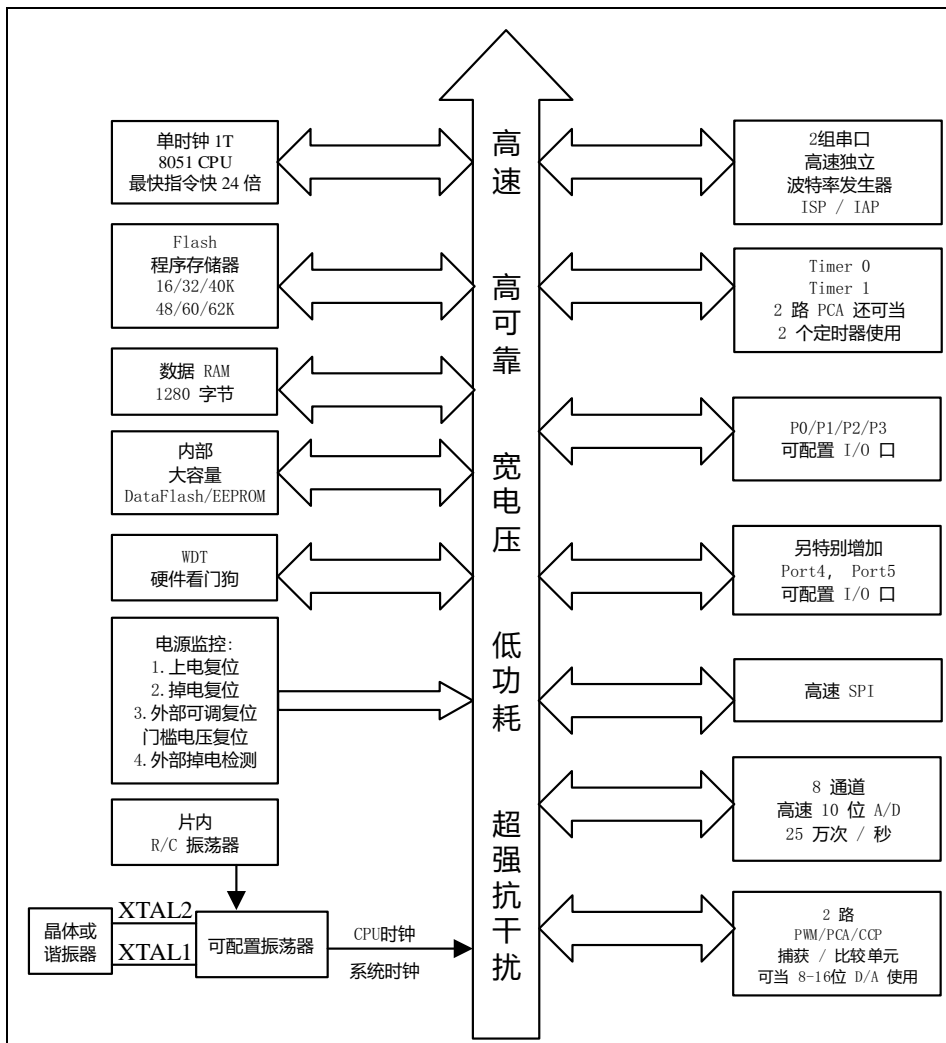 单时钟 1T
8051 CPU
最快指令快 24 倍
Flash
程序存储器
16/32/40K
48/60/62K
数据 RAM
1280 字节
内部
大容量
DataFlash/EEPROM
WDT
硬件看门狗
电源监控:
1.上电复位
2.掉电复位
3.外部可调复位
门槛电压复位
4.外部掉电检测
片内
R/C 振荡器
晶体或
谐振器
XTAL2
XTAL1
可配置振荡器
CPU时钟
系统时钟
高速
高可靠
宽电压
低功耗
超强抗干扰
2组串口
高速独立
波特率发生器
ISP / IAP
Timer 0
Timer 1
2 路 PCA 还可当
2 个定时器使用
P0/P1/P2/P3
可配置 I/O 口
另特别增加
Port4, Port5
可配置 I/O 口
高速 SPI
8 通道
高速 10 位 A/D
25 万次 / 秒
2 路
PWM/PCA/CCP
捕获 / 比较单元
可当 8-16位 D/A 使用